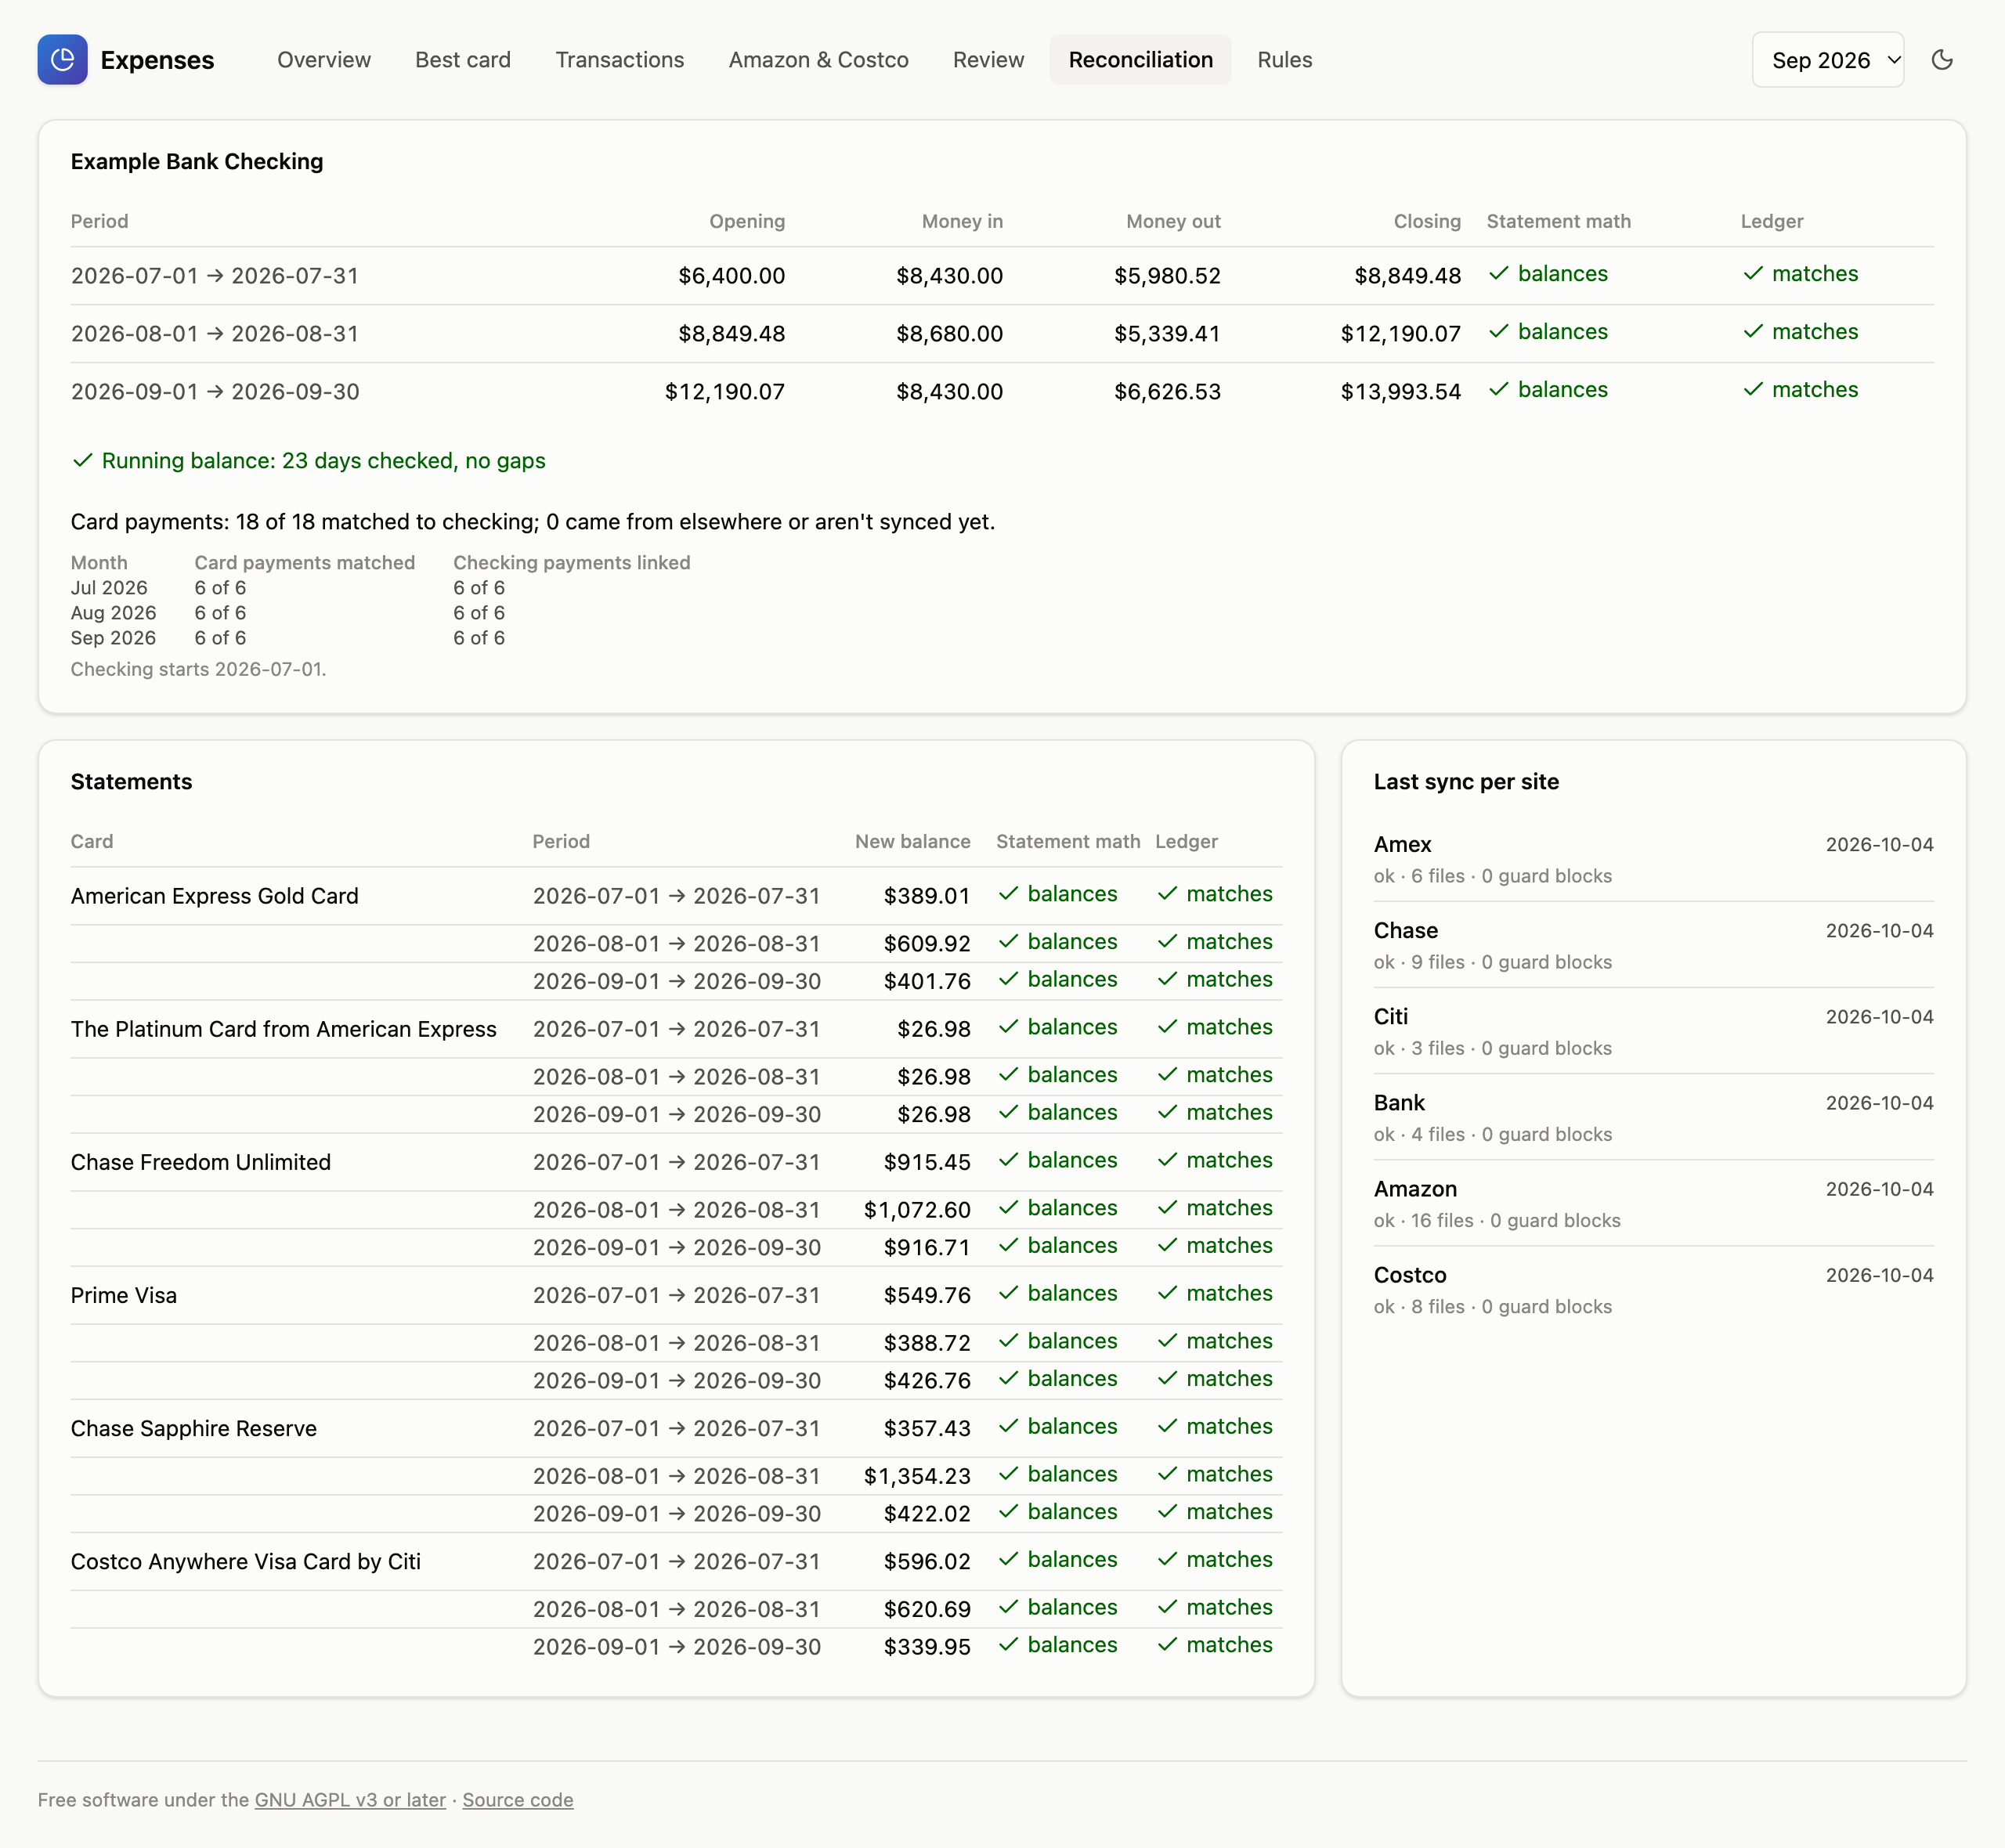 Expenses Overview Best card Transactions Amazon & Costco Review Reconciliation Rules Sep 2026
Example Bank Checking
Period Opening Money in Money out Closing Statement math Ledger
2026-07-01 → 2026-07-31 $6,400.00 $8,430.00 $5,980.52 $8,849.48 ✓ balances ✓ matches
2026-08-01 → 2026-08-31 $8,849.48 $8,680.00 $5,339.41 $12,190.07 ✓ balances ✓ matches
2026-09-01 → 2026-09-30 $12,190.07 $8,430.00 $6,626.53 $13,993.54 ✓ balances ✓ matches
✓ Running balance: 23 days checked, no gaps
Card payments: 18 of 18 matched to checking; 0 came from elsewhere or aren't synced yet.
Month Card payments matched Checking payments linked
Jul 2026 6 of 6 6 of 6
Aug 2026 6 of 6 6 of 6
Sep 2026 6 of 6 6 of 6
Checking starts 2026-07-01.
Statements
Card Period New balance Statement math Ledger
American Express Gold Card 2026-07-01 → 2026-07-31 $389.01 ✓ balances ✓ matches
2026-08-01 → 2026-08-31 $609.92 ✓ balances ✓ matches
2026-09-01 → 2026-09-30 $401.76 ✓ balances ✓ matches
The Platinum Card from American Express 2026-07-01 → 2026-07-31 $26.98 ✓ balances ✓ matches
2026-08-01 → 2026-08-31 $26.98 ✓ balances ✓ matches
2026-09-01 → 2026-09-30 $26.98 ✓ balances ✓ matches
Chase Freedom Unlimited 2026-07-01 → 2026-07-31 $915.45 ✓ balances ✓ matches
2026-08-01 → 2026-08-31 $1,072.60 ✓ balances ✓ matches
2026-09-01 → 2026-09-30 $916.71 ✓ balances ✓ matches
Prime Visa 2026-07-01 → 2026-07-31 $549.76 ✓ balances ✓ matches
2026-08-01 → 2026-08-31 $388.72 ✓ balances ✓ matches
2026-09-01 → 2026-09-30 $426.76 ✓ balances ✓ matches
Chase Sapphire Reserve 2026-07-01 → 2026-07-31 $357.43 ✓ balances ✓ matches
2026-08-01 → 2026-08-31 $1,354.23 ✓ balances ✓ matches
2026-09-01 → 2026-09-30 $422.02 ✓ balances ✓ matches
Costco Anywhere Visa Card by Citi 2026-07-01 → 2026-07-31 $596.02 ✓ balances ✓ matches
2026-08-01 → 2026-08-31 $620.69 ✓ balances ✓ matches
2026-09-01 → 2026-09-30 $339.95 ✓ balances ✓ matches
Last sync per site
Amex 2026-10-04
ok · 6 files · 0 guard blocks
Chase 2026-10-04
ok · 9 files · 0 guard blocks
Citi 2026-10-04
ok · 3 files · 0 guard blocks
Bank 2026-10-04
ok · 4 files · 0 guard blocks
Amazon 2026-10-04
ok · 16 files · 0 guard blocks
Costco 2026-10-04
ok · 8 files · 0 guard blocks
Free software under the GNU AGPL v3 or later · Source code